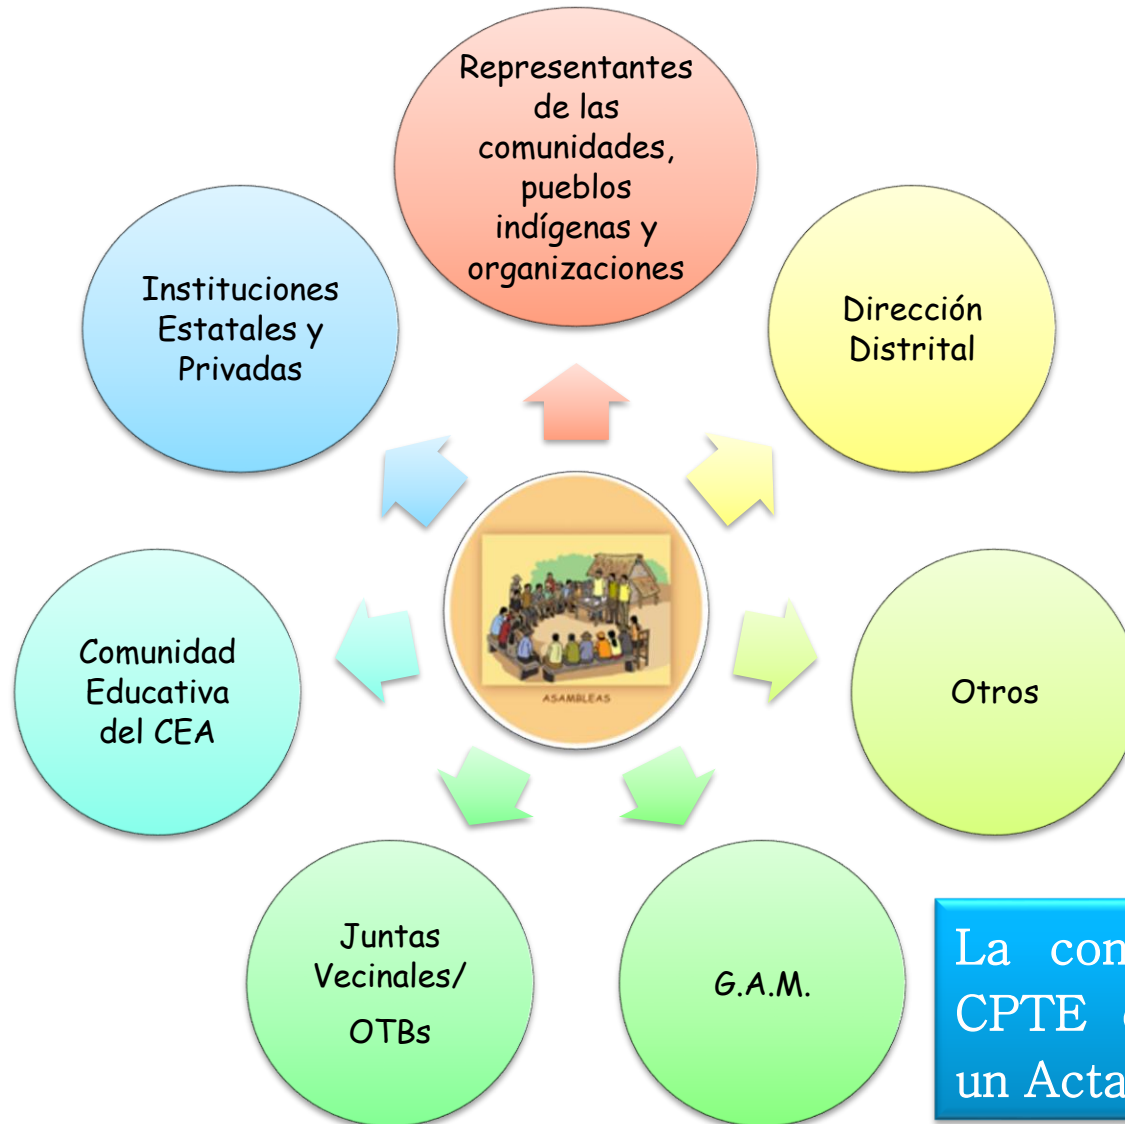 Representantes
de las
comunidades,
pueblos
indígenas y
organizaciones
Instituciones
Estatales y
Privadas
Dirección
Distrital
ASAMBLEAS
Comunidad
Educativa
del CEA
Otros
Juntas
Vecinales/
OTBs
G.A.M.
La
CPTE
un Acta